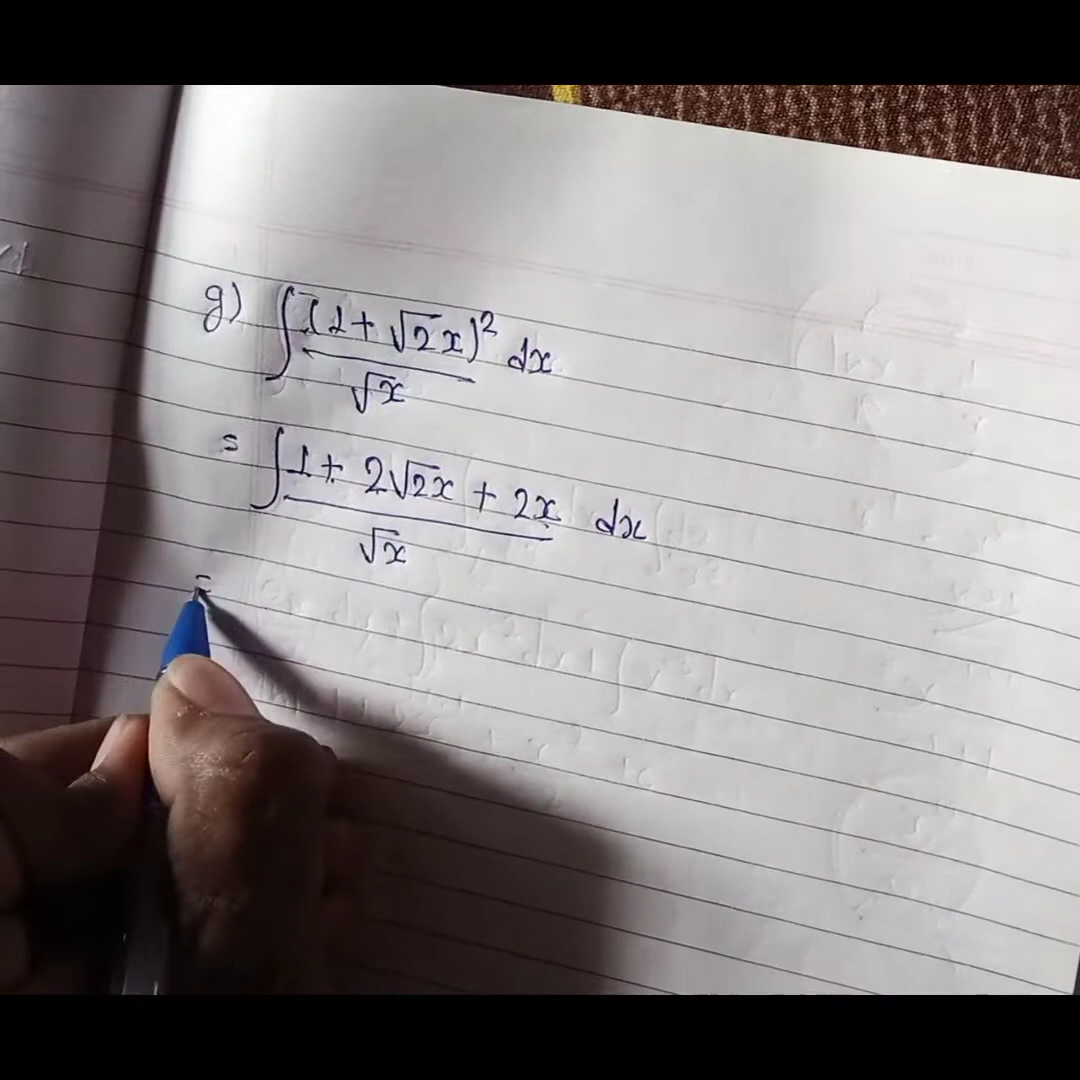 g) ∫ (1 + √2x)² / √x dx
= ∫ 1 + 2√2x + 2x / √x dx
=